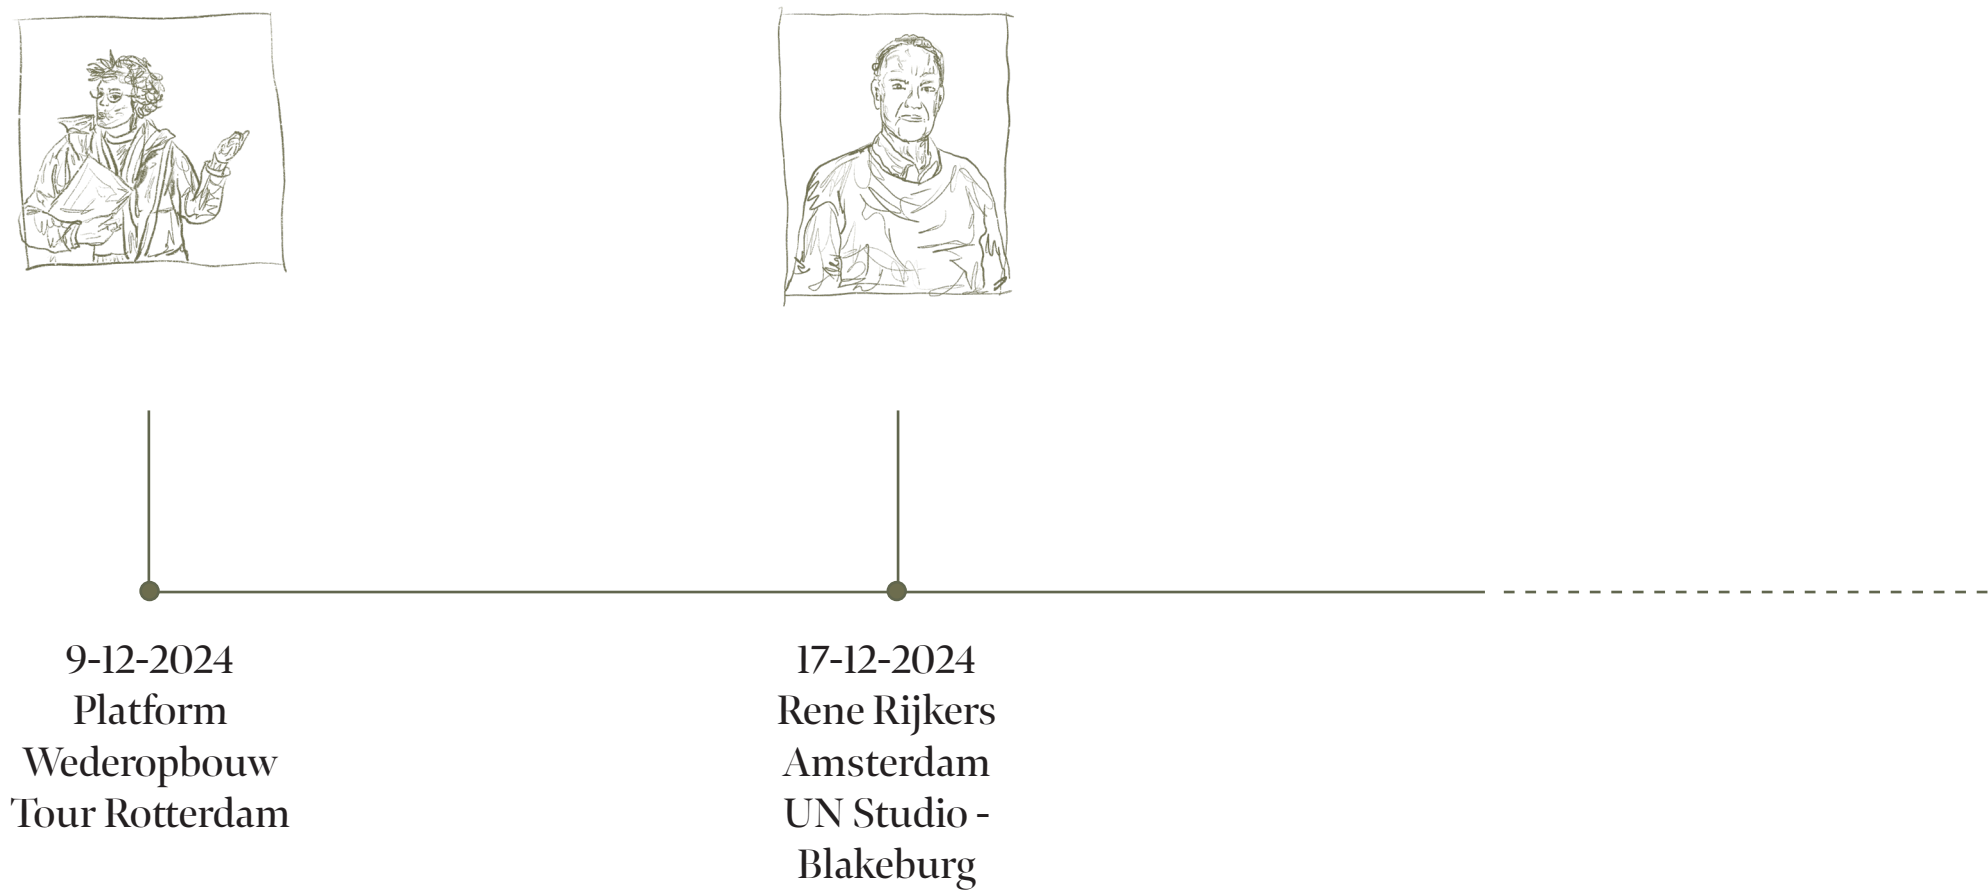 9-12-2024
Platform
Wederopbouw
Tour Rotterdam
17-12-2024
Rene Rijkers
Amsterdam
UN Studio -
Blakeburg